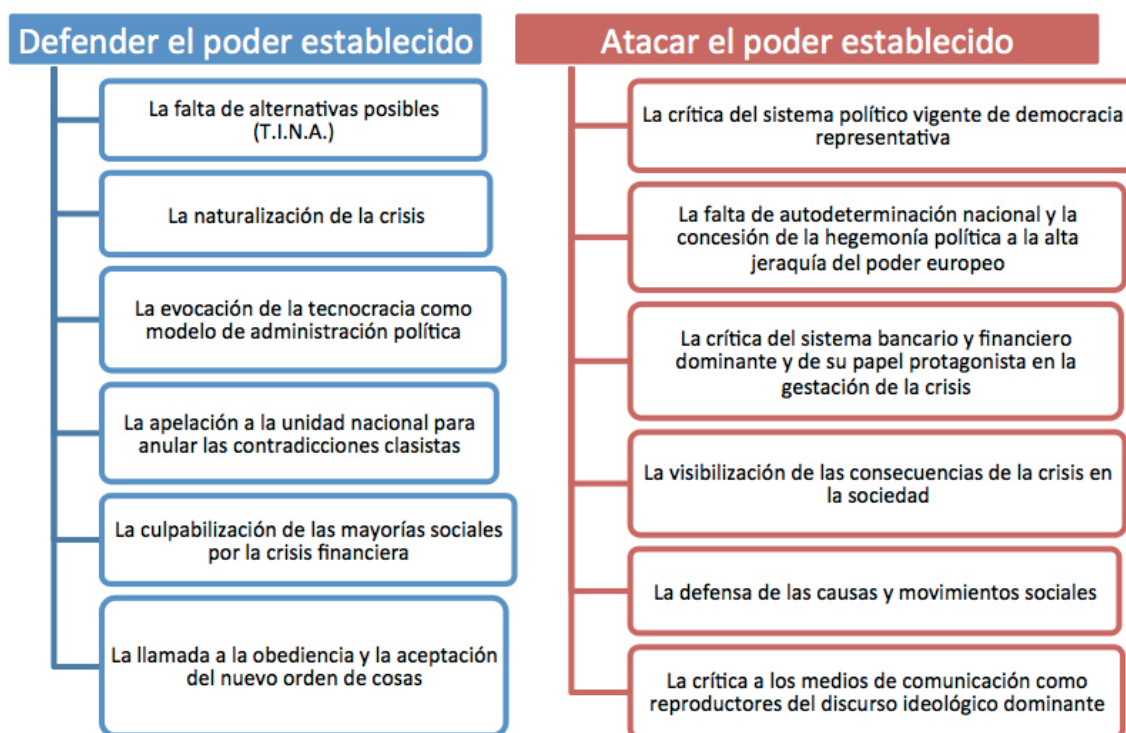 Defender el poder establecido
La falta de alternativas posibles
(T.I.N.A.)
La naturalización de la crisis
La evocación de la tecnocracia como
modelo de administración política
La apelación a la unidad nacional para
anular las contradicciones clasistas
La culpabilización de las mayorías sociales
por la crisis financiera
La llamada a la obediencia y la aceptación
del nuevo orden de cosas
Atacar el poder establecido
La crítica del sistema político vigente de democracia
representativa
La falta de autodeterminación nacional y la
concesión de la hegemonía política a la alta
jeraquía del poder europeo
La crítica del sistema bancario y financiero
dominante y de su papel protagonista en la
gestación de la crisis
La visibilización de las consecuencias de la crisis en
la sociedad
La defensa de las causas y movimientos sociales
La crítica a los medios de comunicación como
reproductores del discurso ideológico dominante